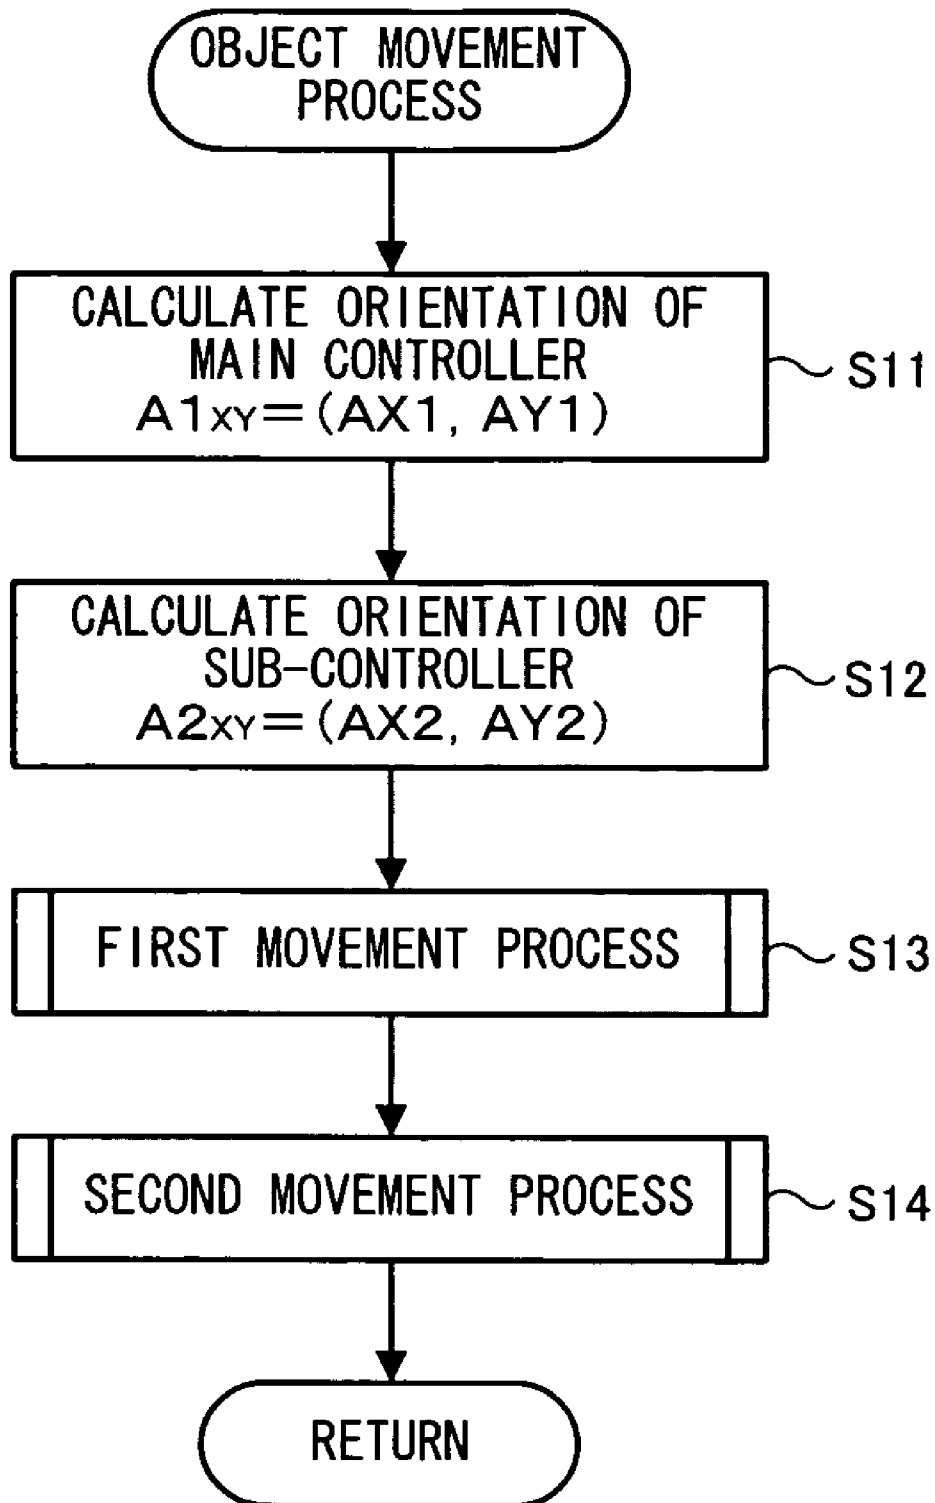 OBJECT MOVEMENT
PROCESS
CALCULATE ORIENTATION OF
MAIN CONTROLLER
A1XY=(AX1, AY1)
S11
CALCULATE ORIENTATION OF
SUB-CONTROLLER
A2XY=(AX2, AY2)
S12
FIRST MOVEMENT PROCESS
S13
SECOND MOVEMENT PROCESS
S14
RETURN